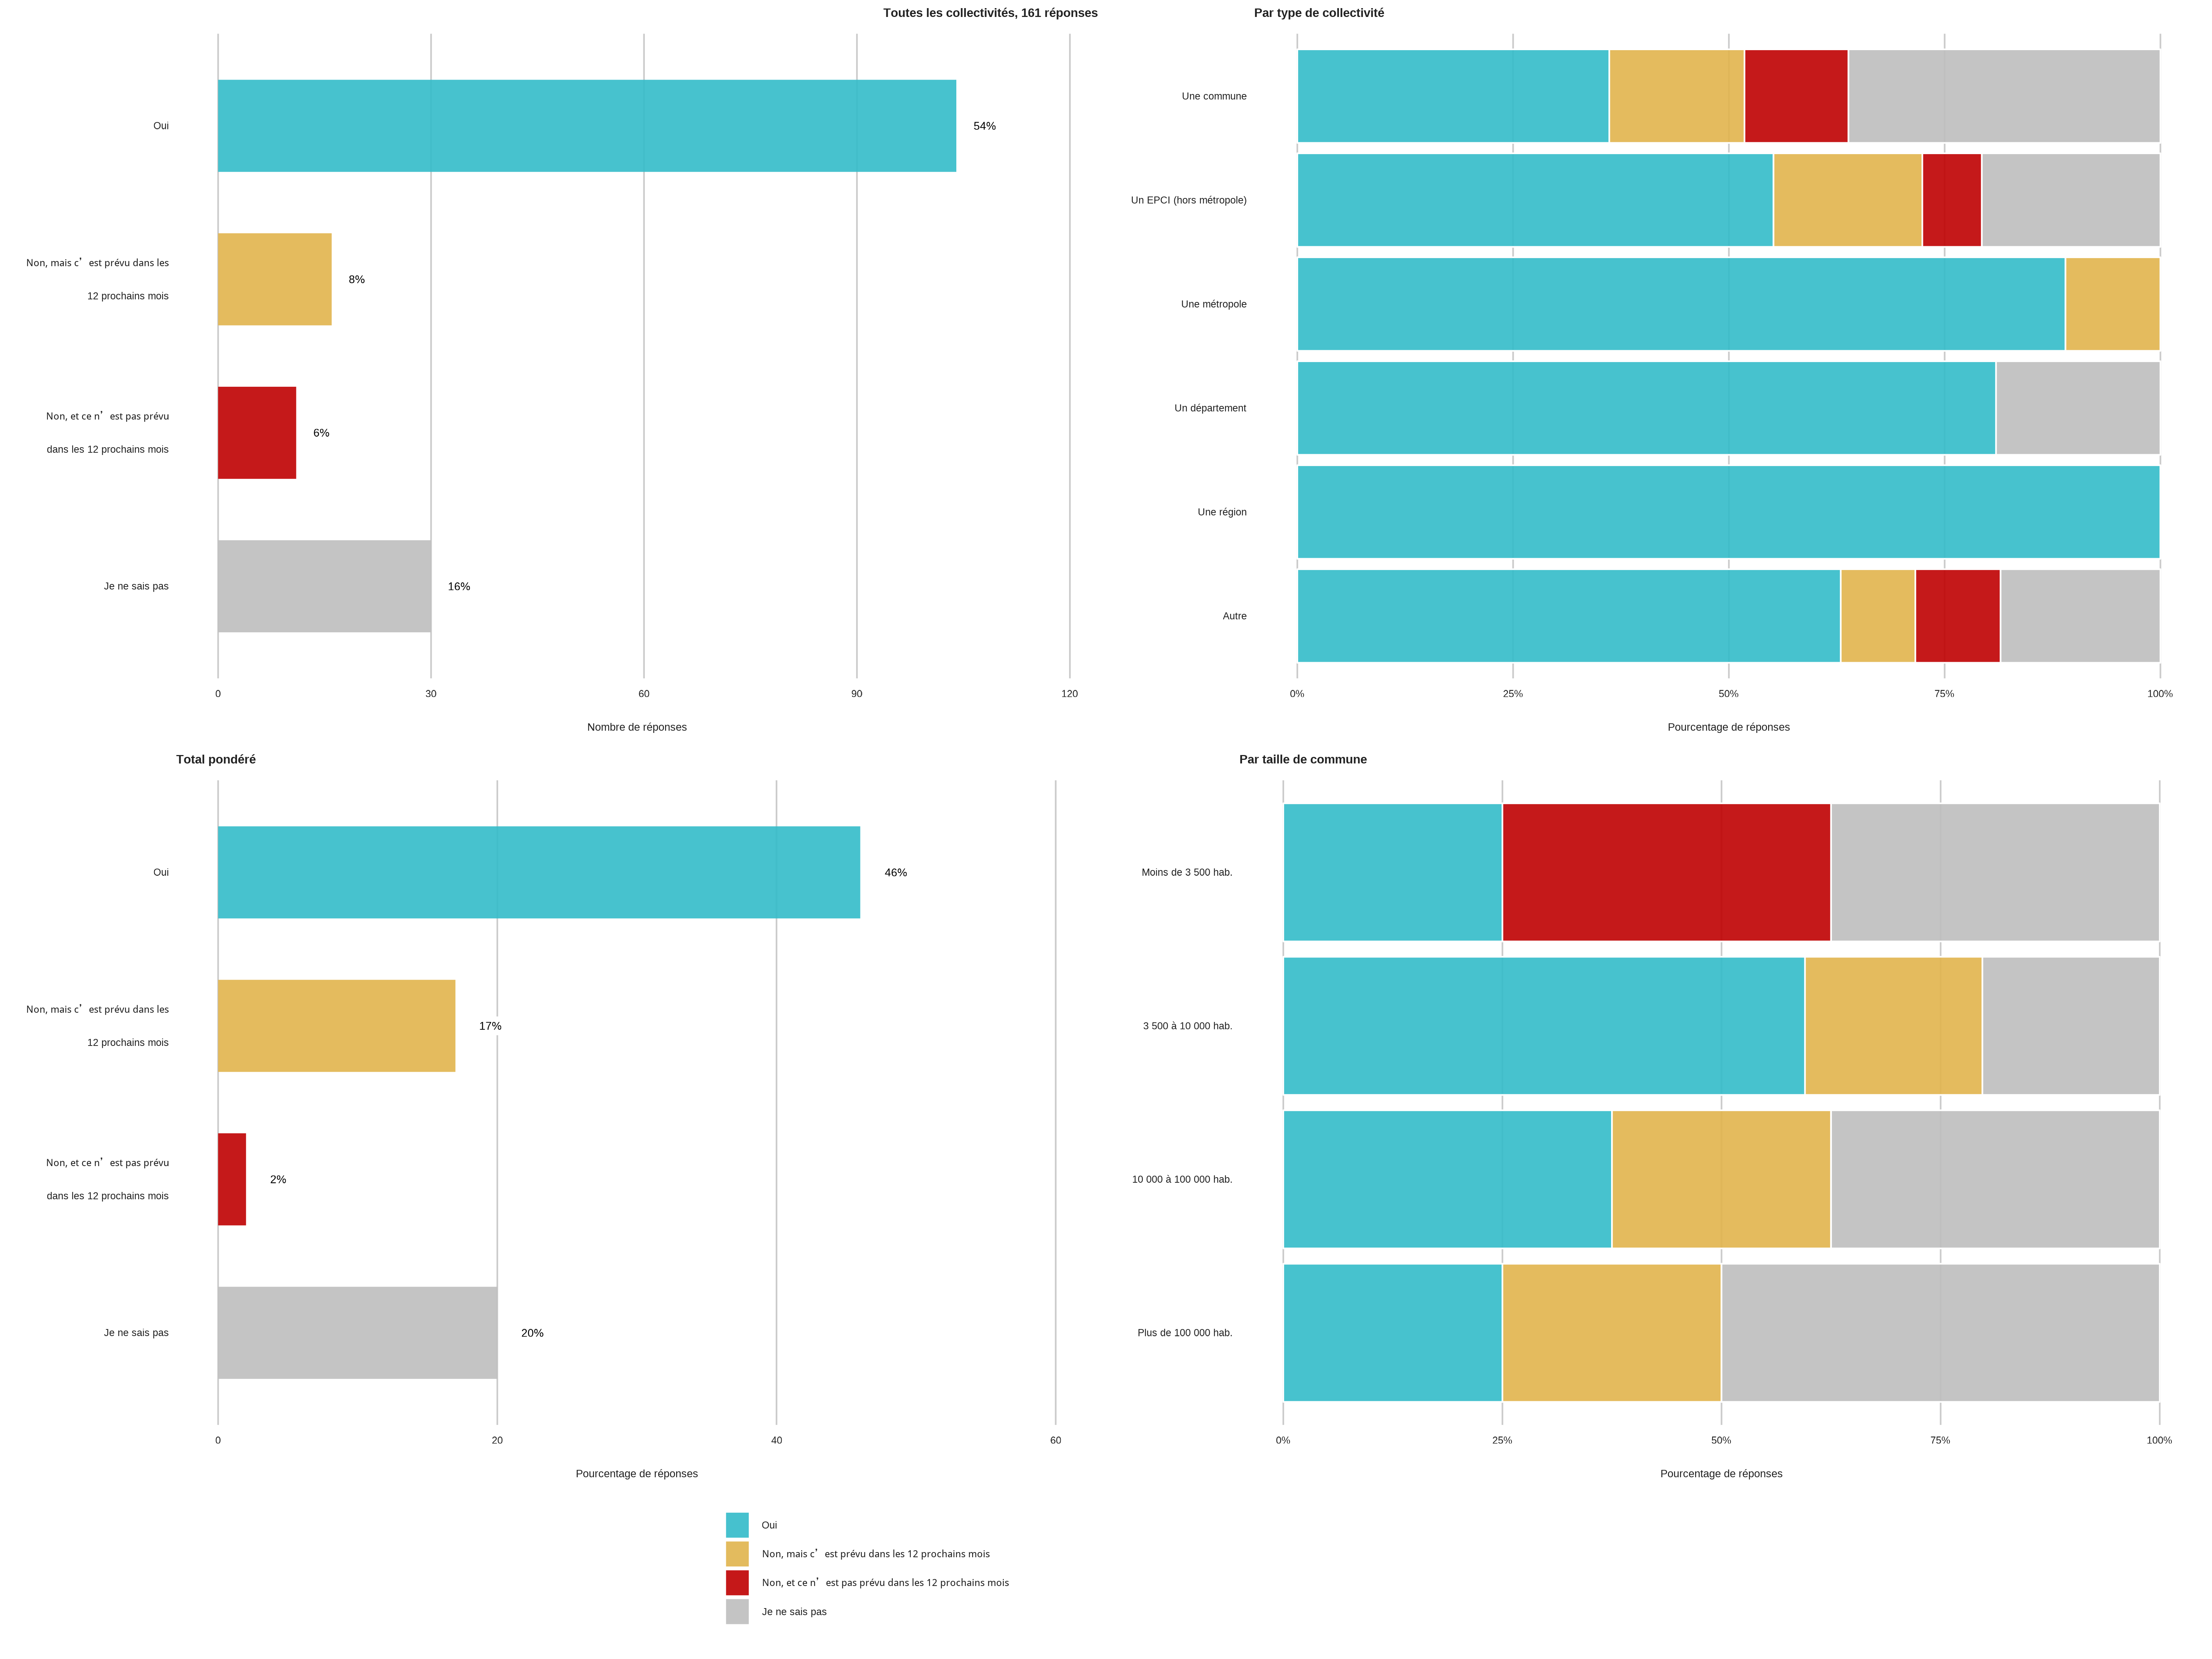 Toutes les collectivités, 161 réponses
Oui
54%
Non, mais c’est prévu dans les
12 prochains mois
8%
Non, et ce n’est pas prévu
dans les 12 prochains mois
6%
Je ne sais pas
16%
0 30 60 90 120
Nombre de réponses
Par type de collectivité
Une commune
Un EPCI (hors métropole)
Une métropole
Un département
Une région
Autre
0% 25% 50% 75% 100%
Pourcentage de réponses
Total pondéré
Oui
46%
Non, mais c’est prévu dans les
12 prochains mois
17%
Non, et ce n’est pas prévu
dans les 12 prochains mois
2%
Je ne sais pas
20%
0 20 40 60
Pourcentage de réponses
Par taille de commune
Moins de 3 500 hab.
3 500 à 10 000 hab.
10 000 à 100 000 hab.
Plus de 100 000 hab.
0% 25% 50% 75% 100%
Pourcentage de réponses
Oui
Non, mais c’est prévu dans les 12 prochains mois
Non, et ce n’est pas prévu dans les 12 prochains mois
Je ne sais pas